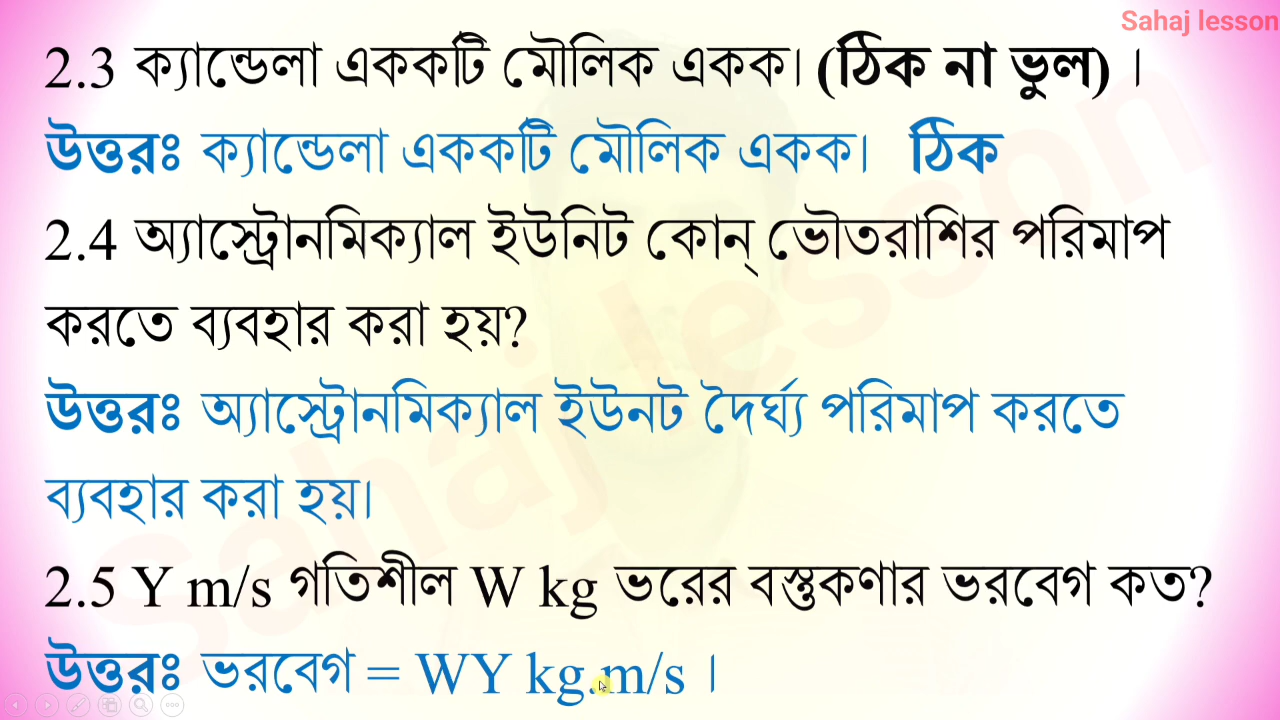 Sahaj lesson
2.3 ক্যান্ডেলা এককটি মৌলিক একক। (ঠিক না ভুল) ।
উত্তরঃ ক্যান্ডেলা এককটি মৌলিক একক। ঠিক
2.4 অ্যাস্ট্রোনমিক্যাল ইউনিট কোন্ ভৌতরাশির পরিমাপ
করতে ব্যবহার করা হয়?
উত্তরঃ অ্যাস্ট্রোনমিক্যাল ইউনট দৈর্ঘ্য পরিমাপ করতে
ব্যবহার করা হয়।
2.5 Y m/s গতিশীল W kg ভরের বস্তুকণার ভরবেগ কত?
উত্তরঃ ভরবেগ = WY kg.m/s ।
Sahaj lesson